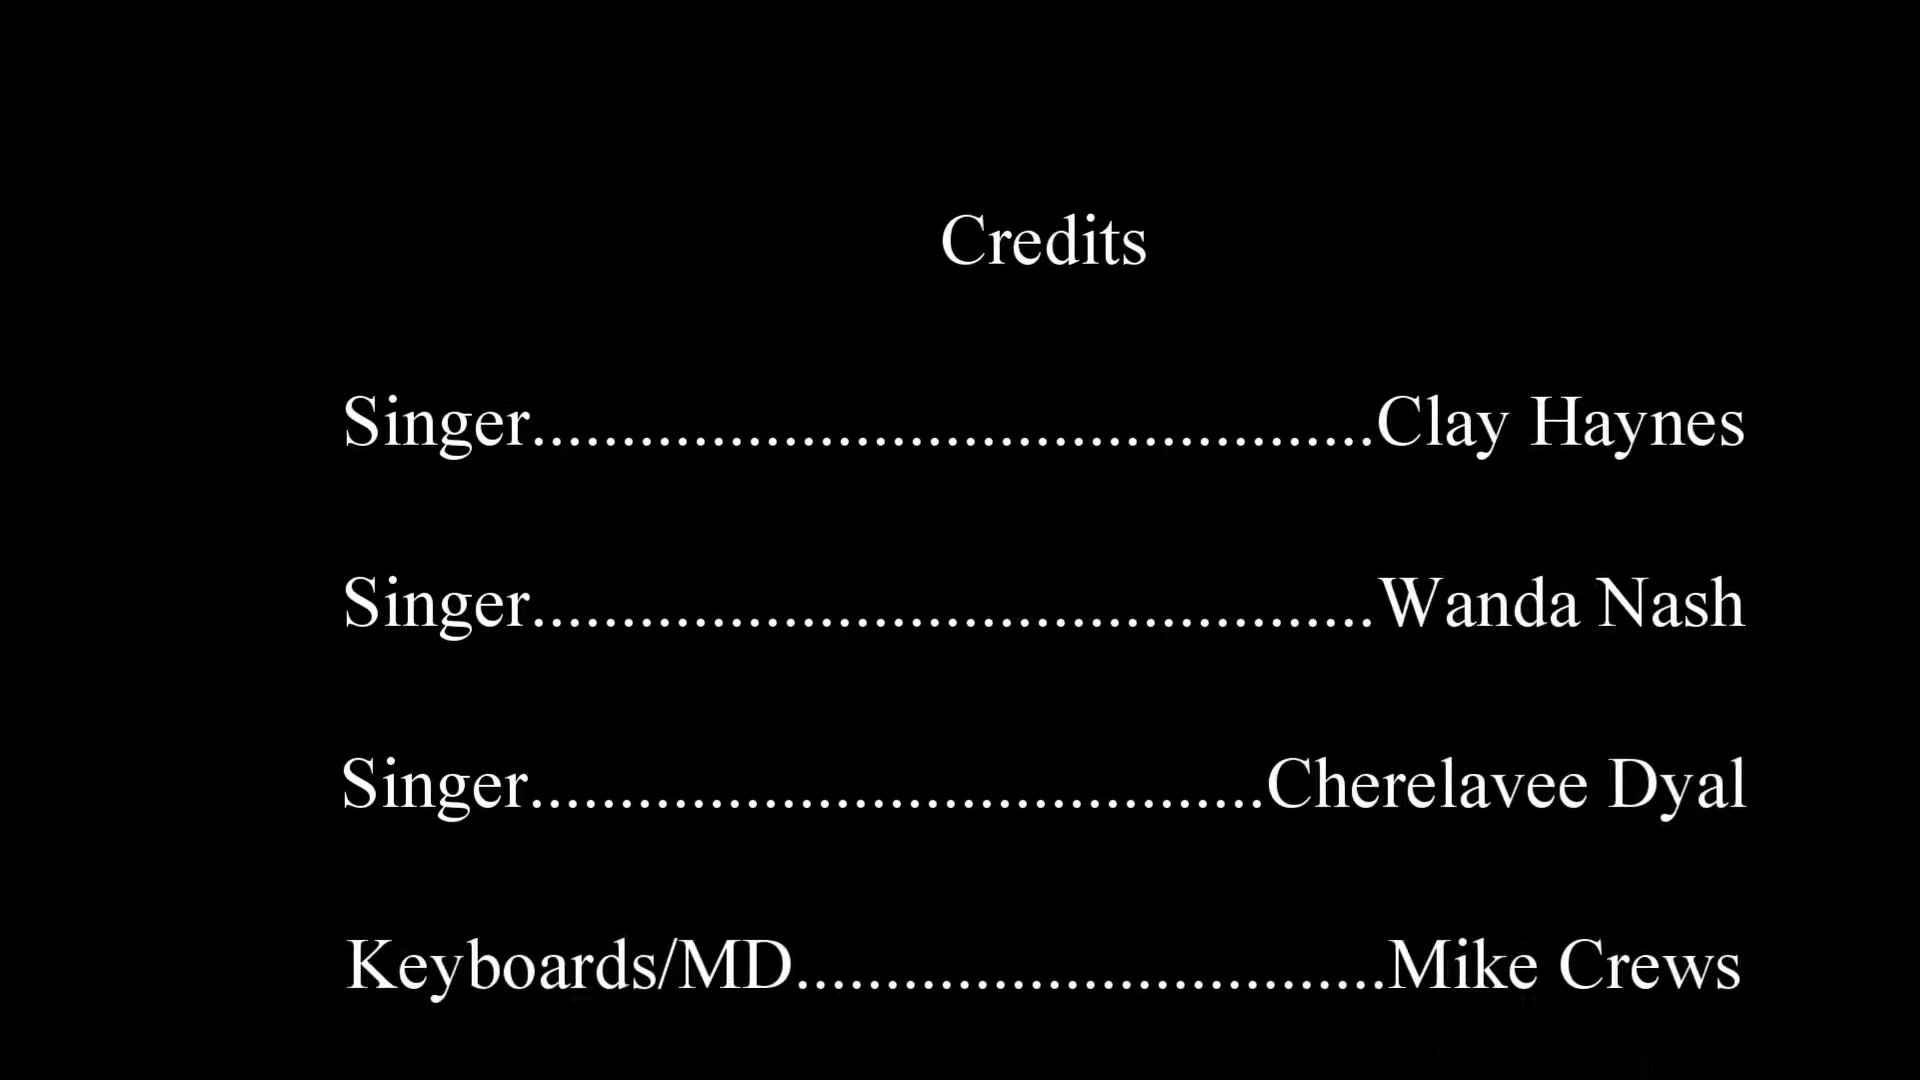 Credits
Singer...............................................Clay Haynes
Singer...............................................Wanda Nash
Singer.........................................Cherelavee Dyal
Keyboards/MD.................................Mike Crews